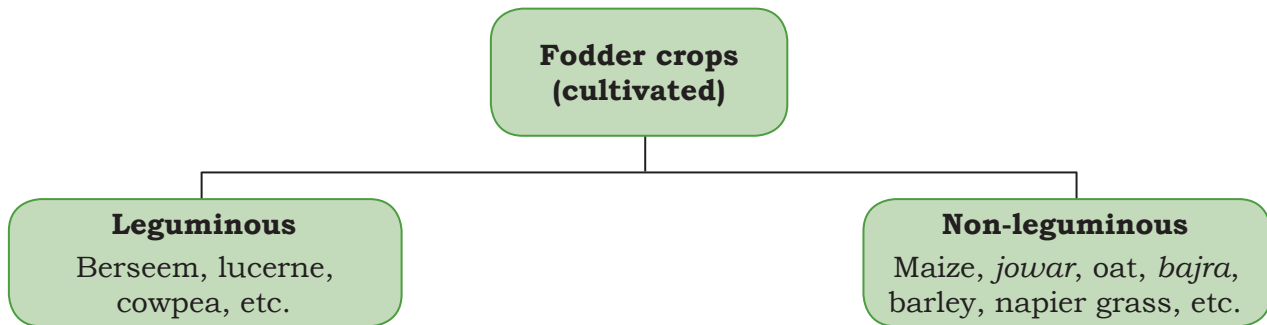 Fodder crops
(cultivated)
Leguminous
Berseem, lucerne,
cowpea, etc.
Non-leguminous
Maize, jowar, oat, bajra,
barley, napier grass, etc.